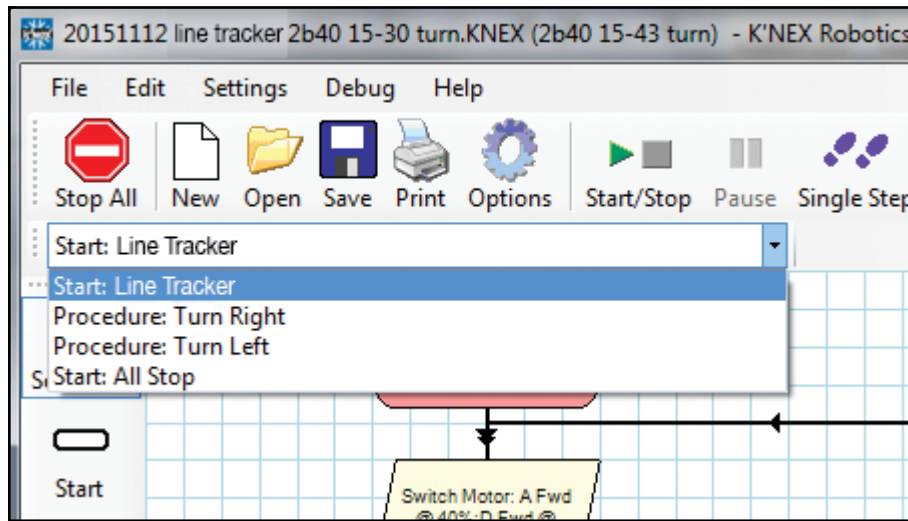 20151112 line tracker 2b40 15-30 turn.KNEX (2b40 15-43 turn) - K'NEX Robotics
File Edit Settings Debug Help
Stop All New Open Save Print Options Start/Stop Pause Single Step
Start: Line Tracker
Start: Line Tracker
Procedure: Turn Right
Procedure: Turn Left
Start: All Stop
Start
Switch Motor: A Fwd
@ 40%;D Fwd @